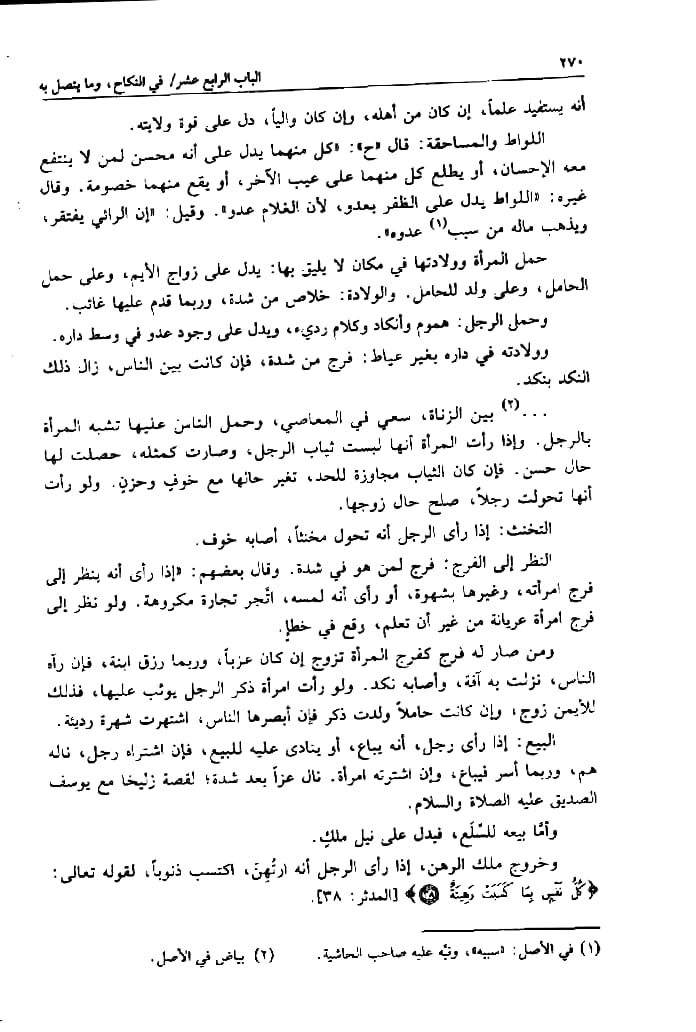 ٢٧٠
الباب الرابع عشر/ في النكاح، وما يتصل به
أنه يستفيد علماً، إن كان من أهله، وإن كان والياً، دل على قوة ولايته.
اللواط والمساحقة: قال «ح»: «كل منهما يدل على أنه محسن لمن لا ينتفع
معه الإحسان، أو يطلع كل منهما على عيب الآخر، أو يقع منهما خصومة. وقال
غيره: «اللواط يدل على الظفر بعدو، لأن الغلام عدو». وقيل: «إن الرائي يفتقر،
ويذهب ماله من سبب(١) عدوه».
حمل المرأة وولادتها في مكان لا يليق بها: يدل على زواج الأيم، وعلى حمل
الحامل، وعلى ولد للحامل. والولادة: خلاص من شدة، وربما قدم عليها غائب.
وحمل الرجل: هموم وأنكاد وكلام رديء، ويدل على وجود عدو في وسط داره.
وولادته في داره بغير عياط: فرج من شدة، فإن كانت بين الناس، زال ذلك
النكد بنكد.
...(٢) بين الزناة، سعي في المعاصي، وحمل الناس عليها تشبه المرأة
بالرجل. وإذا رأت المرأة أنها لبست ثياب الرجل، وصارت كمثله، حصلت لها
حال حسن. فإن كان الثياب مجاوزة للحد، تغير حالها مع خوفٍ وحزنٍ. ولو رأت
أنها تحولت رجلاً، صلح حال زوجها.
التخنث: إذا رأى الرجل أنه تحول مخنثاً، أصابه خوف.
النظر إلى الفرج: فرج لمن هو في شدة. وقال بعضهم: «إذا رأى أنه ينظر إلى
فرج امرأته، وغيرها بشهوة، أو رأى أنه لمسه، اتَّجر تجارة مكروهة. ولو نظر إلى
فرج امرأة عريانة من غير أن تعلم، وقع في خطإ.
ومن صار له فرج كفرج المرأة تزوج إن كان عزباً، وربما رزق ابنة، فإن رآه
الناس، نزلت به آفة، وأصابه نكد. ولو رأت امرأة ذكر الرجل يوثب عليها، فذلك
للأيمن زوج، وإن كانت حاملاً ولدت ذكر فإن أبصرها الناس، اشتهرت شهرة رديئة.
البيع: إذا رأى رجل، أنه يباع، أو ينادى عليه للبيع، فإن اشتراه رجل، ناله
هم، وربما أسر فيباع، وإن اشترته امرأة. نال عزاً بعد شدة؛ لقصة زليخا مع يوسف
الصديق عليه الصلاة والسلام.
وأمَّا بيعه للسِّلَع، فيدل على نيل ملكٍ.
وخروج ملك الرهن، إذا رأى الرجل أنه ارتُهِنَ، اكتسب ذنوباً، لقوله تعالى:
﴿كُلُّ نَفْسٍ بِمَا كَسَبَتْ رَهِينَةٌ ٣٨﴾ [المدثر: ٣٨].
(١) في الأصل: «سببه»، ونبَّه عليه صاحب الحاشية. (٢) بياض في الأصل.